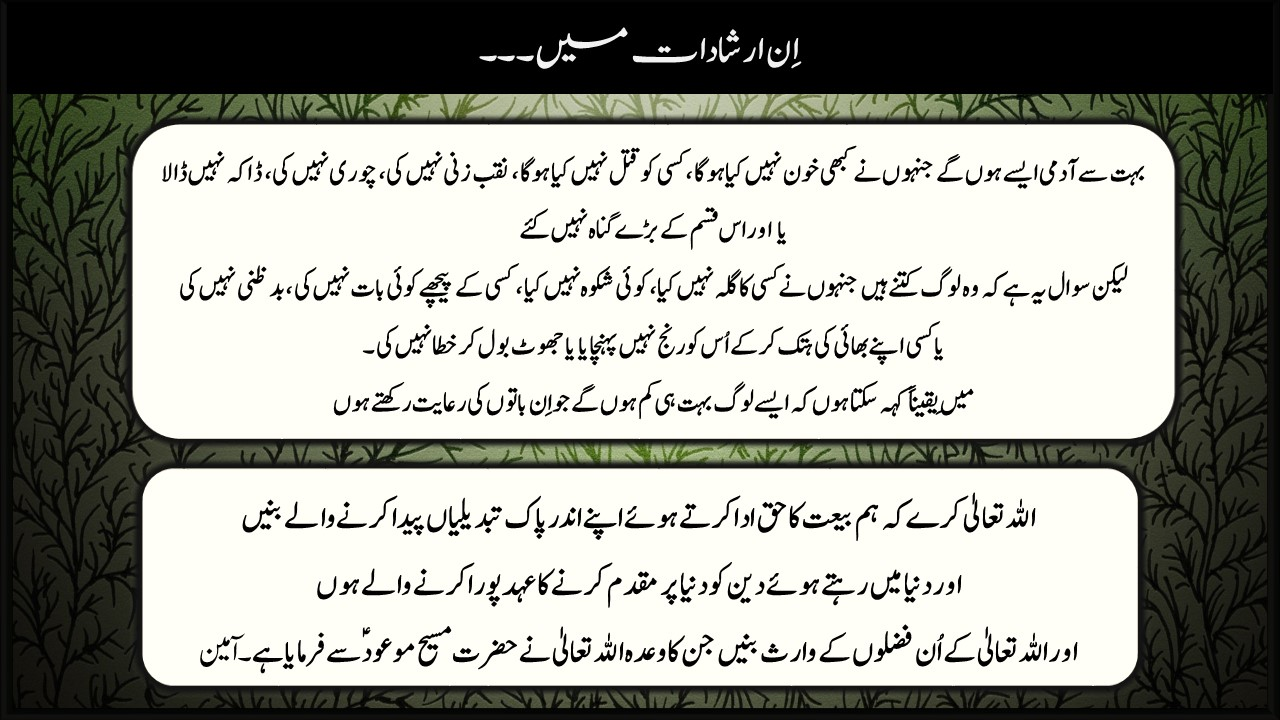 اِن ارشادات میں۔۔۔
بہت سے آدمی ایسے ہوں گے جنہوں نے کبھی خون نہیں کیا ہو گا، کسی کو قتل نہیں کیا ہو گا، نقب زنی نہیں کی، چوری نہیں کی، ڈاکہ نہیں ڈالا
یا اور اس قسم کے بڑے گناہ نہیں کئے
لیکن سوال یہ ہے کہ وہ لوگ کتنے ہیں جنہوں نے کسی کا گلہ نہیں کیا، کوئی شکوہ نہیں کیا، کسی کے پیچھے کوئی بات نہیں کی، بد ظنی نہیں کی
یا کسی اپنے بھائی کی ہتک کر کے اُس کو رنج نہیں پہنچایا یا جھوٹ بول کر خطا نہیں کی۔
میں یقیناً کہہ سکتا ہوں کہ ایسے لوگ بہت ہی کم ہوں گے جو اِن باتوں کی رعایت رکھتے ہوں
اللہ تعالیٰ کرے کہ ہم بیعت کا حق ادا کرتے ہوئے اپنے اندر پاک تبدیلیاں پیدا کرنے والے بنیں
اور دنیا میں رہتے ہوئے دین کو دنیا پر مقدم کرنے کا عہد پورا کرنے والے ہوں
اور اللہ تعالیٰ کے اُن فضلوں کے وارث بنیں جن کا وعدہ اللہ تعالیٰ نے حضرت مسیح موعودؑ سے فرمایا ہے۔ آمین